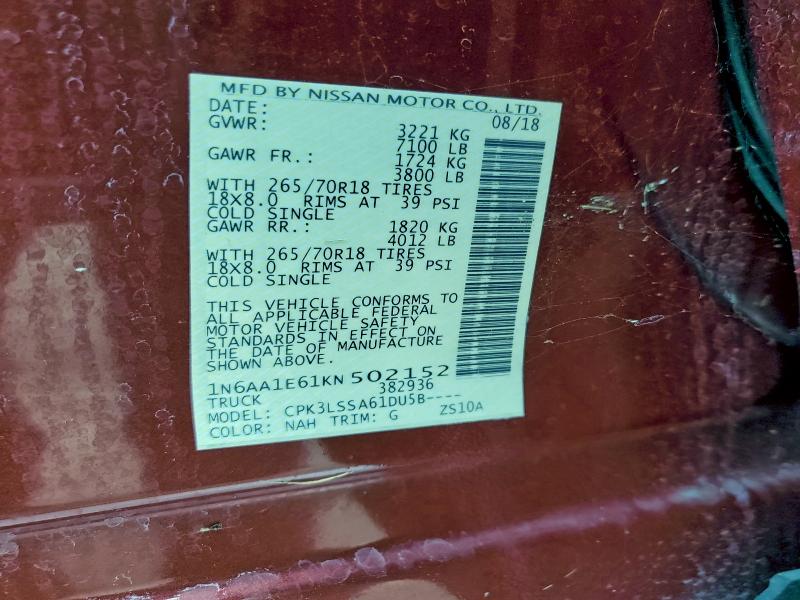 MFD BY NISSAN MOTOR CO., LTD.
DATE: 08/18
GVWR: 3221 KG
7100 LB
GAWR FR.: 1724 KG
3800 LB
WITH 265/70R18 TIRES
18X8.0 RIMS AT 39 PSI
COLD SINGLE
GAWR RR.: 1820 KG
4012 LB
WITH 265/70R18 TIRES
18X8.0 RIMS AT 39 PSI
COLD SINGLE
THIS VEHICLE CONFORMS TO
ALL APPLICABLE FEDERAL
MOTOR VEHICLE SAFETY
STANDARDS IN EFFECT ON
THE DATE OF MANUFACTURE
SHOWN ABOVE.
1N6AA1E61KN502152
TRUCK 382936
MODEL: CPK3LSSA61DU5B----
COLOR: NAH TRIM: G ZS10A